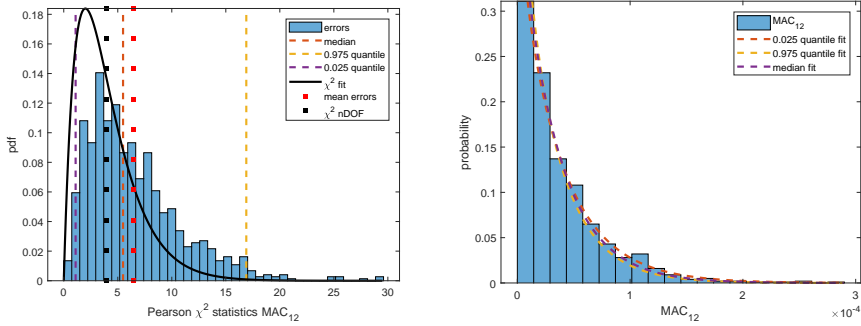 0.18
0.16
0.14
0.12
0.1
0.08
0.06
0.04
0.02
0
pdf
0
5
10
15
20
25
30
Pearson χ² statistics MAC₁₂
errors
median
0.975 quantile
0.025 quantile
χ² fit
mean errors
χ² nDOF
0.3
0.25
0.2
0.15
0.1
0.05
0
probability
0
1
2
3
MAC₁₂
×10⁻⁴
MAC₁₂
0.025 quantile fit
0.975 quantile fit
median fit